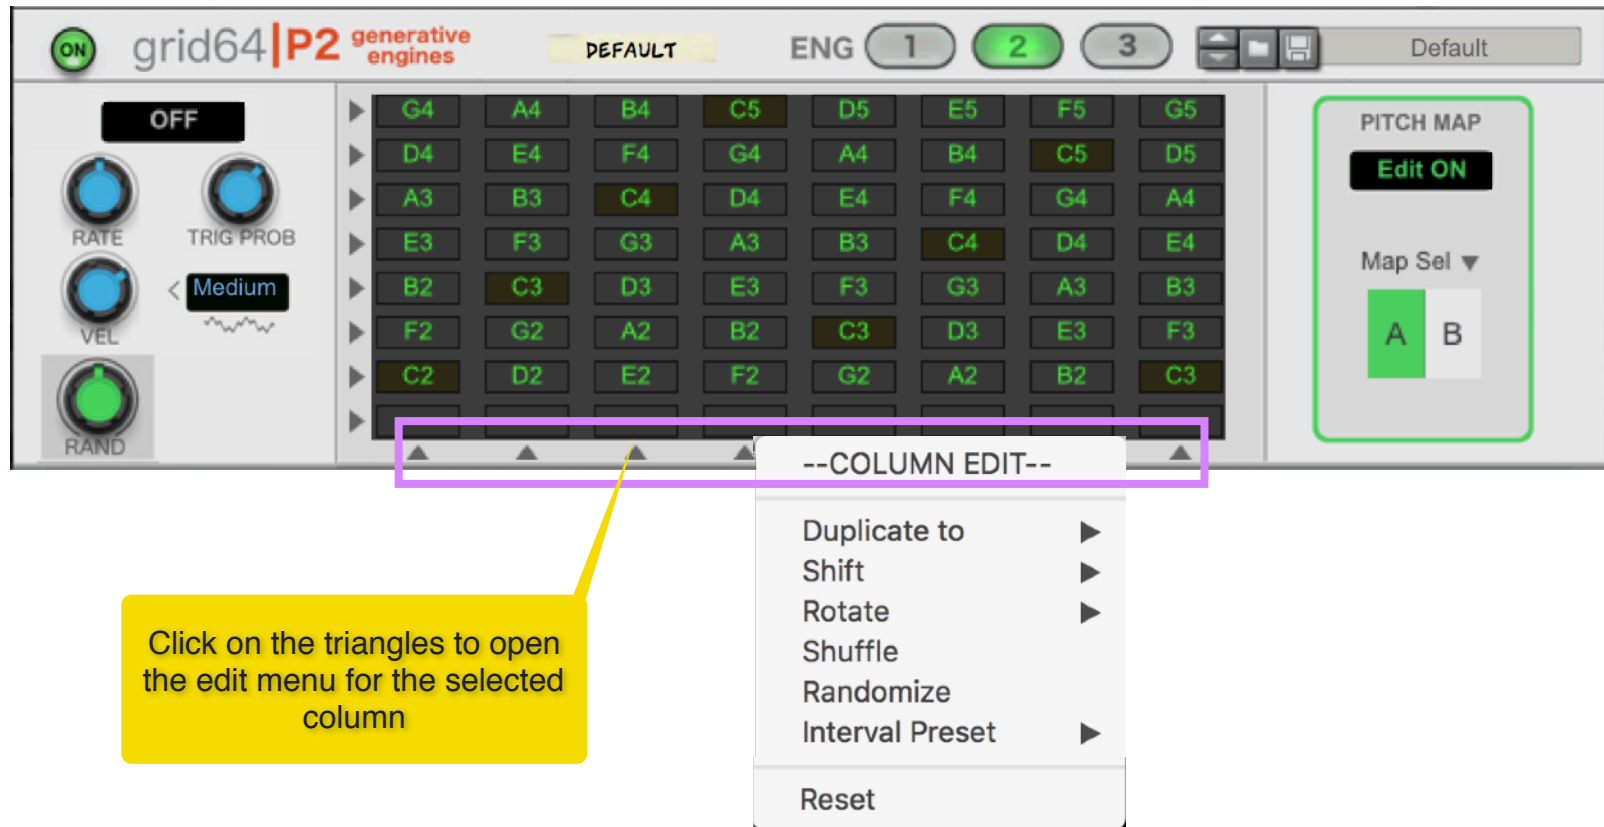 ON grid64|P2 generative engines DEFAULT ENG 1 2 3 Default
OFF
RATE TRIG PROB
VEL < Medium
RAND
G4 A4 B4 C5 D5 E5 F5 G5
D4 E4 F4 G4 A4 B4 C5 D5
A3 B3 C4 D4 E4 F4 G4 A4
E3 F3 G3 A3 B3 C4 D4 E4
B2 C3 D3 E3 F3 G3 A3 B3
F2 G2 A2 B2 C3 D3 E3 F3
C2 D2 E2 F2 G2 A2 B2 C3
PITCH MAP
Edit ON
Map Sel
A B
--COLUMN EDIT--
Duplicate to
Shift
Rotate
Shuffle
Randomize
Interval Preset
Reset
Click on the triangles to open
the edit menu for the selected
column